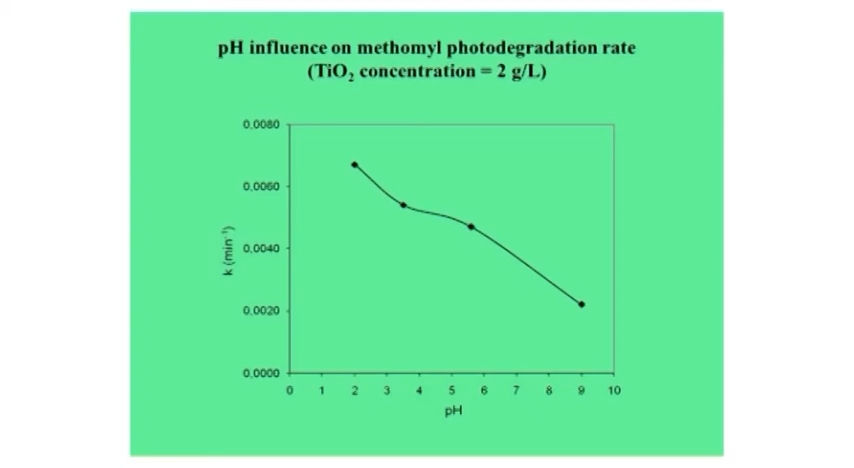 pH influence on methomyl photodegradation rate
(TiO₂ concentration = 2 g/L)
0,0080
0,0060
0,0040
0,0020
0,0000
k (min⁻¹)
0 1 2 3 4 5 6 7 8 9 10
pH